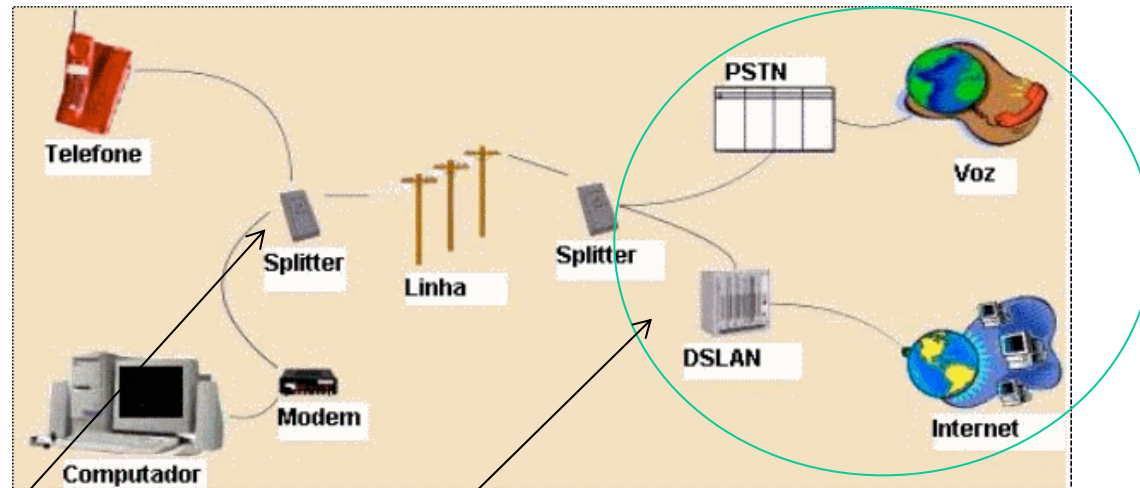 PSTN
Telefone
Voz
Splitter
Splitter
Linha
DSLAN
Modem
Internet
Computador